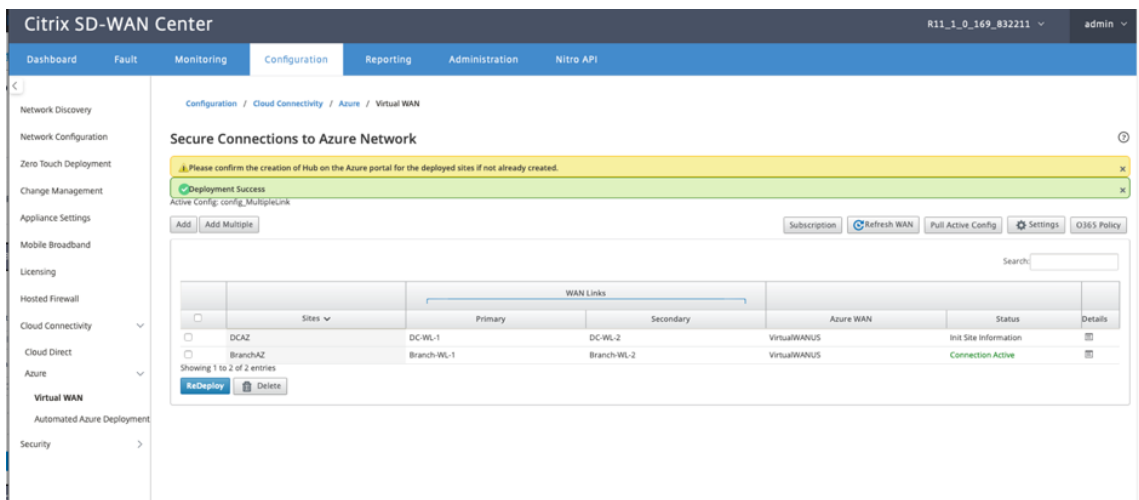 Citrix SD-WAN Center
R11_1_0_169_832211
admin
Dashboard Fault Monitoring Configuration Reporting Administration Nitro API
Network Discovery
Network Configuration
Zero Touch Deployment
Change Management
Appliance Settings
Mobile Broadband
Licensing
Hosted Firewall
Cloud Connectivity
Cloud Direct
Azure
Virtual WAN
Automated Azure Deployment
Security
Configuration / Cloud Connectivity / Azure / Virtual WAN
Secure Connections to Azure Network
Please confirm the creation of Hub on the Azure portal for the deployed sites if not already created.
Deployment Success
Active Config: config_MultipleLink
Add Add Multiple Subscription Refresh WAN Pull Active Config Settings O365 Policy
Search:
WAN Links
Sites Primary Secondary Azure WAN Status Details
DCAZ DC-WL-1 DC-WL-2 VirtualWANUS Init Site Information
BranchAZ Branch-WL-1 Branch-WL-2 VirtualWANUS Connection Active
Showing 1 to 2 of 2 entries
ReDeploy Delete